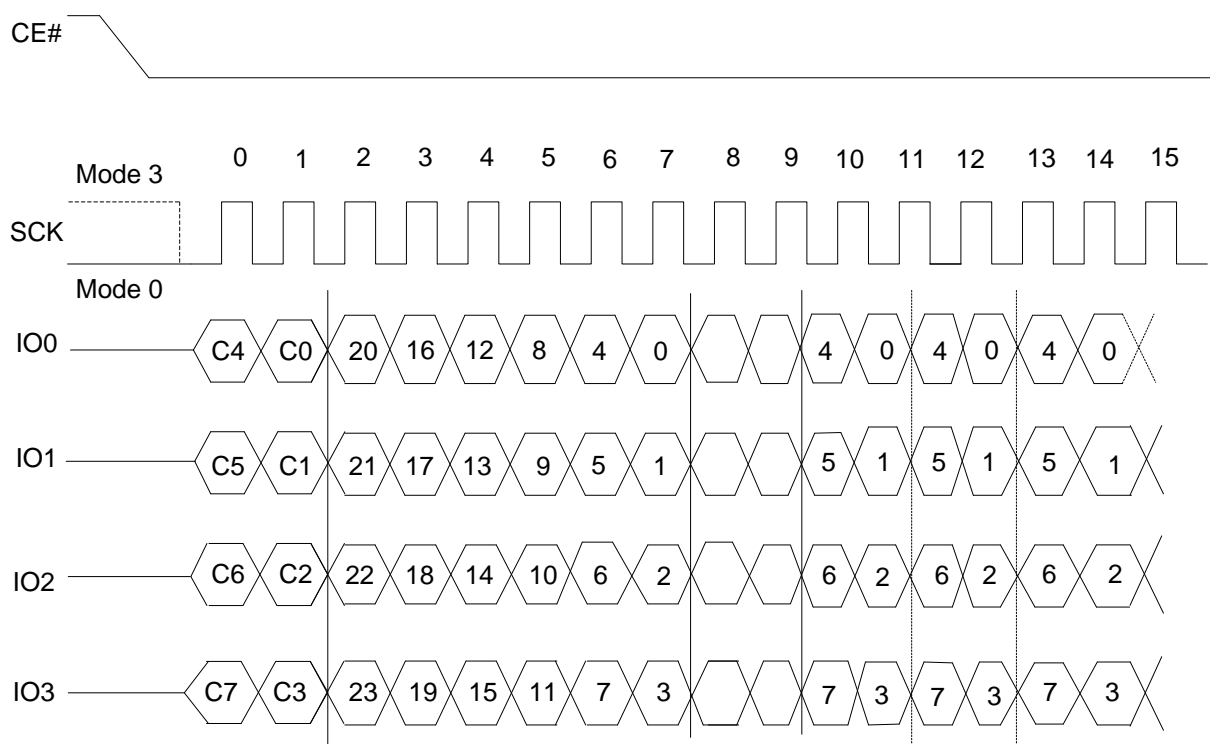 CE#
0 1 2 3 4 5 6 7 8 9 10 11 12 13 14 15
Mode 3
SCK
Mode 0
IO0 C4 C0 20 16 12 8 4 0 4 0 4 0 4 0
IO1 C5 C1 21 17 13 9 5 1 5 1 5 1 5 1
IO2 C6 C2 22 18 14 10 6 2 6 2 6 2 6 2
IO3 C7 C3 23 19 15 11 7 3 7 3 7 3 7 3